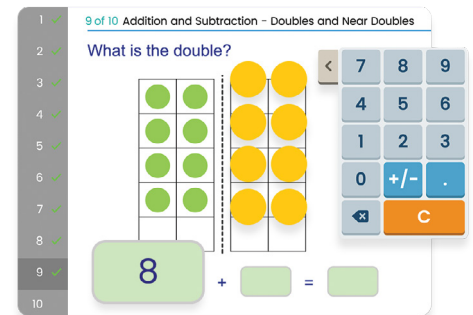 1
2
3
4
5
6
7
8
9
10
9 of 10 Addition and Subtraction - Doubles and Near Doubles
What is the double?
8 + =
< 7 8 9
4 5 6
1 2 3
0 +/- .
C